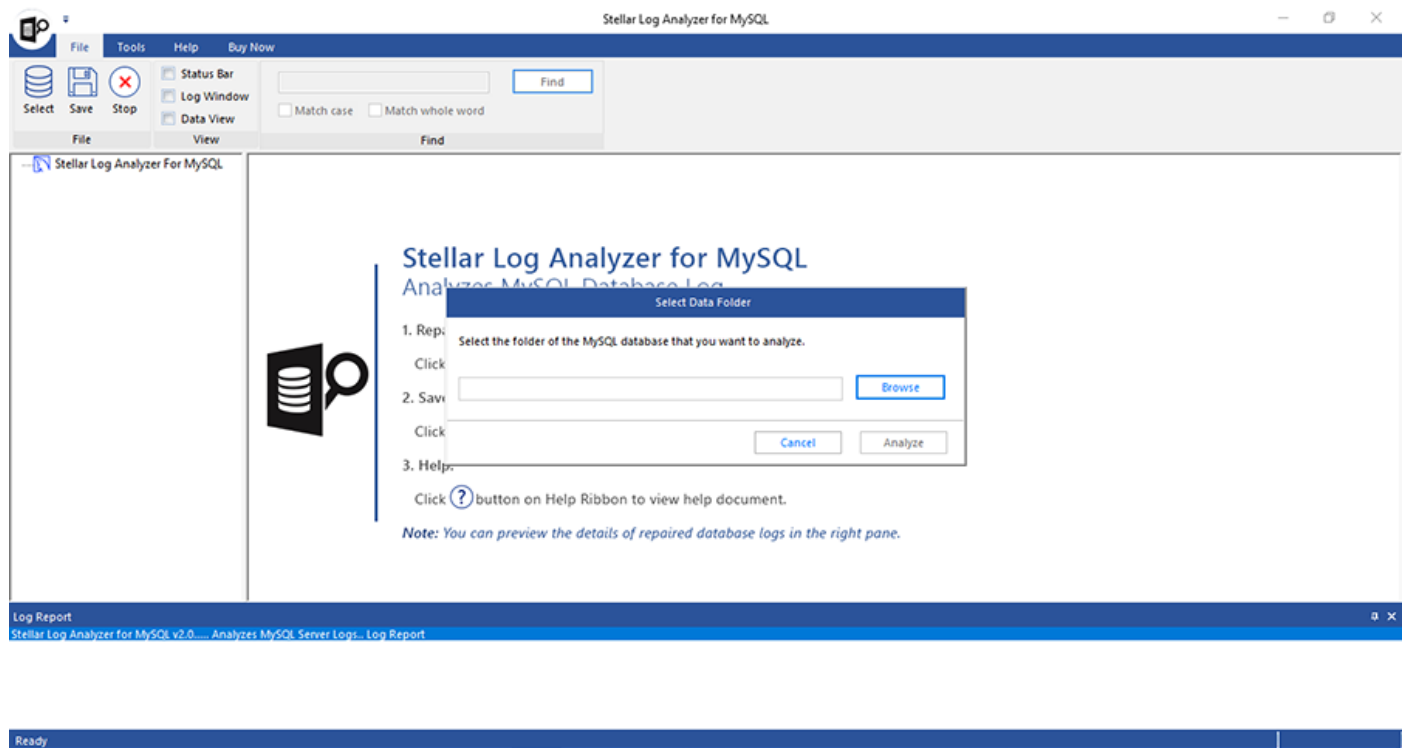 Stellar Log Analyzer for MySQL
File Tools Help Buy Now
Select Save Stop
Status Bar
Log Window
Data View
Find
Match case Match whole word
File View Find
Stellar Log Analyzer For MySQL
Stellar Log Analyzer for MySQL
Analyzes MySQL Database Log
Select Data Folder
Select the folder of the MySQL database that you want to analyze.
Browse
Cancel Analyze
1.
Click
2.
Click
3. Help:
Click ? button on Help Ribbon to view help document.
Note: You can preview the details of repaired database logs in the right pane.
Log Report
Stellar Log Analyzer for MySQL v2.0..... Analyzes MySQL Server Logs.. Log Report
Ready